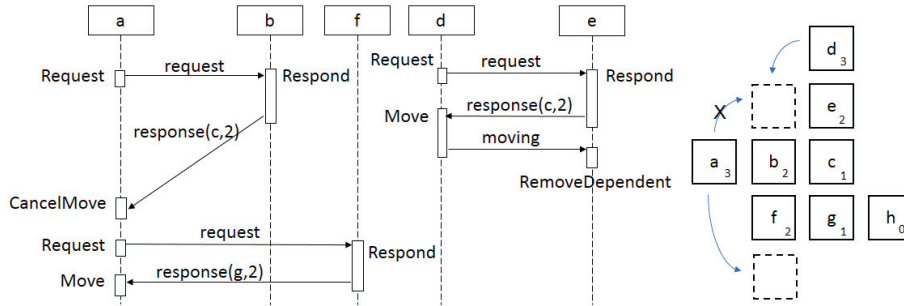 a
b
f
d
e
Request
request
Respond
response(c,2)
CancelMove
Request
request
Respond
Move
response(g,2)
Request
request
Respond
Move
response(c,2)
moving
RemoveDependent
d 3
X
e 2
a 3
b 2
c 1
f 2
g 1
h 0